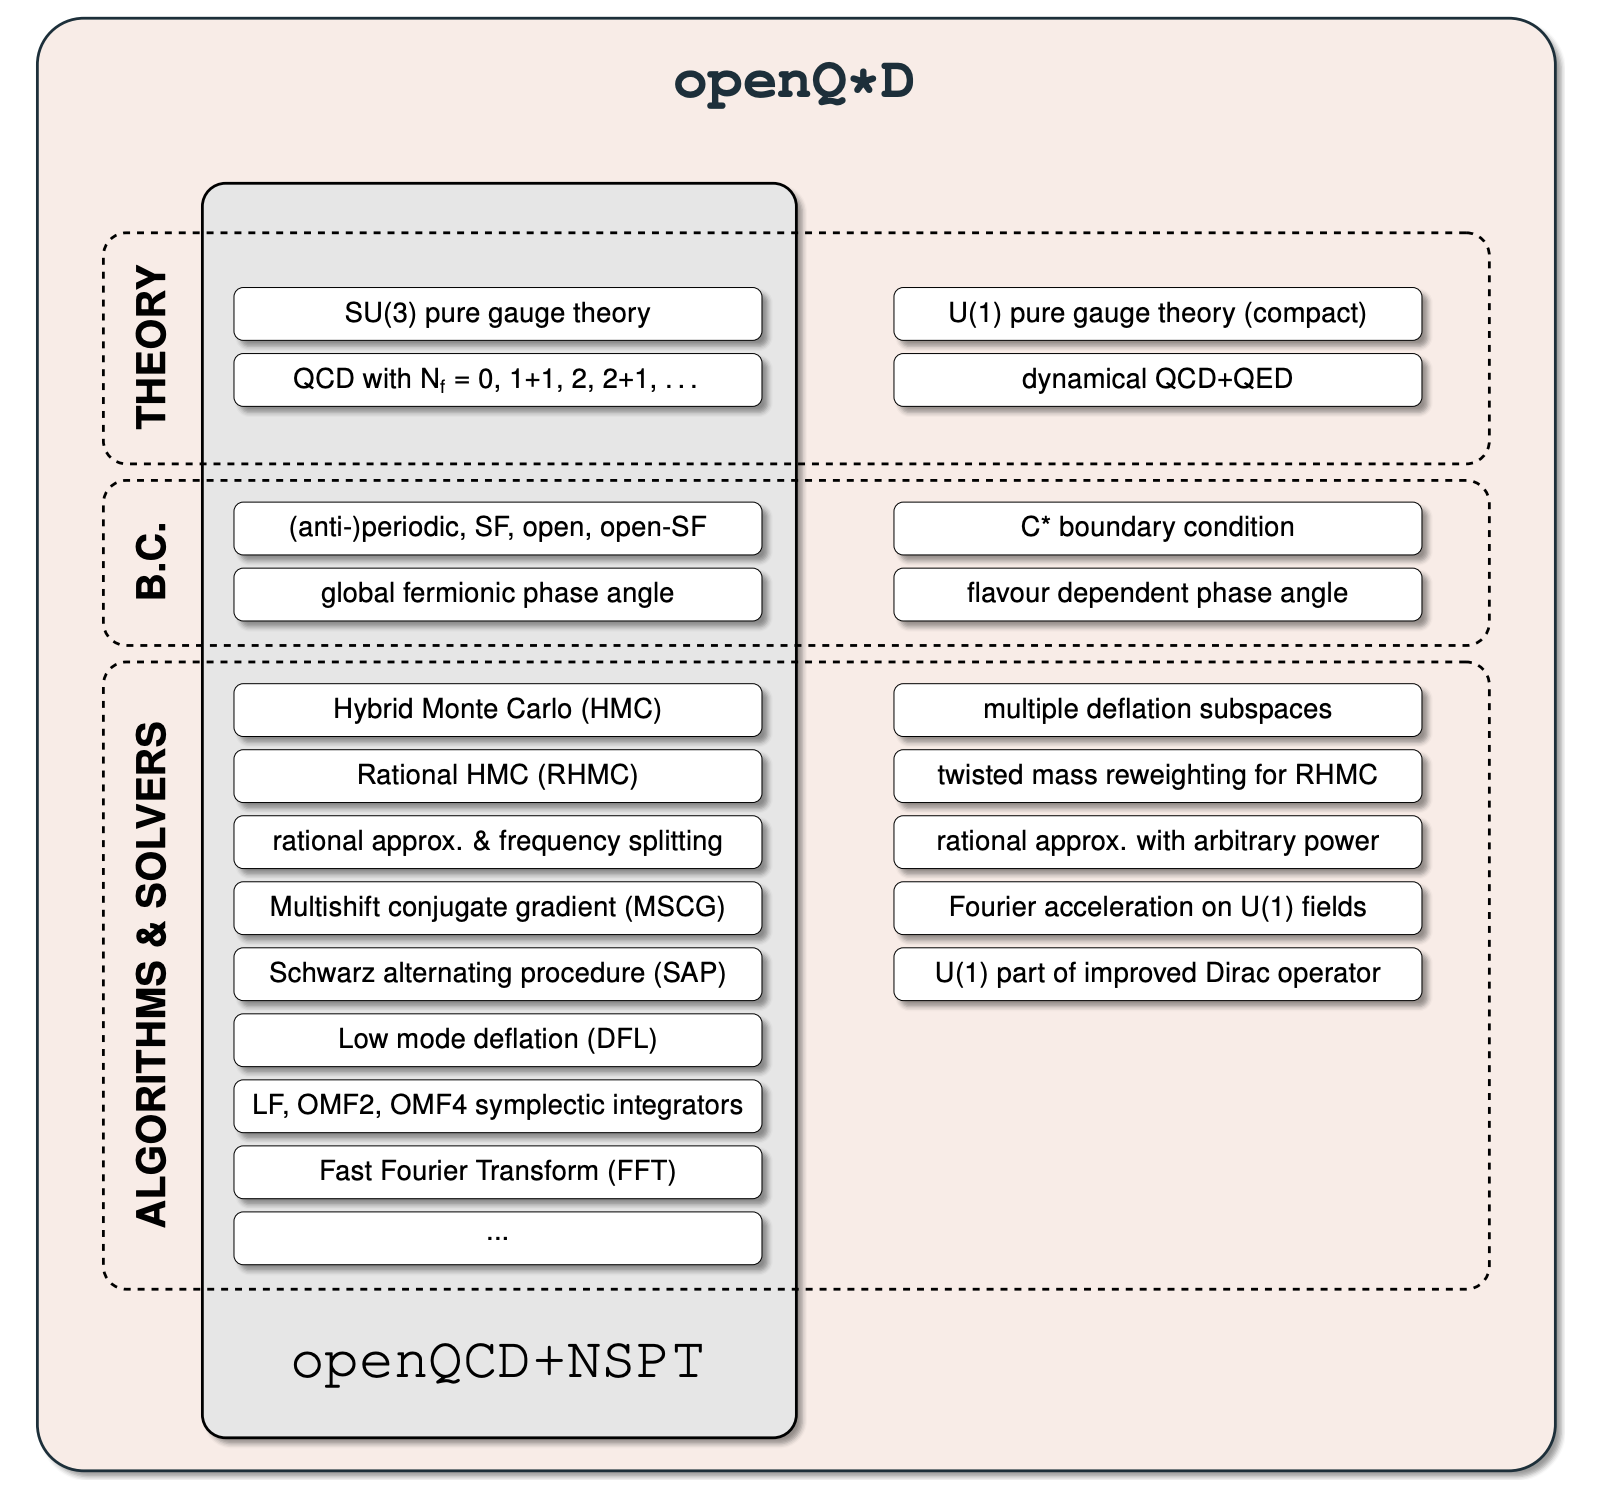 openQ*D
THEORY
SU(3) pure gauge theory
U(1) pure gauge theory (compact)
QCD with Nf = 0, 1+1, 2, 2+1, . . .
dynamical QCD+QED
B.C.
(anti-)periodic, SF, open, open-SF
C* boundary condition
global fermionic phase angle
flavour dependent phase angle
ALGORITHMS & SOLVERS
Hybrid Monte Carlo (HMC)
multiple deflation subspaces
Rational HMC (RHMC)
twisted mass reweighting for RHMC
rational approx. & frequency splitting
rational approx. with arbitrary power
Multishift conjugate gradient (MSCG)
Fourier acceleration on U(1) fields
Schwarz alternating procedure (SAP)
U(1) part of improved Dirac operator
Low mode deflation (DFL)
LF, OMF2, OMF4 symplectic integrators
Fast Fourier Transform (FFT)
...
openQCD+NSPT